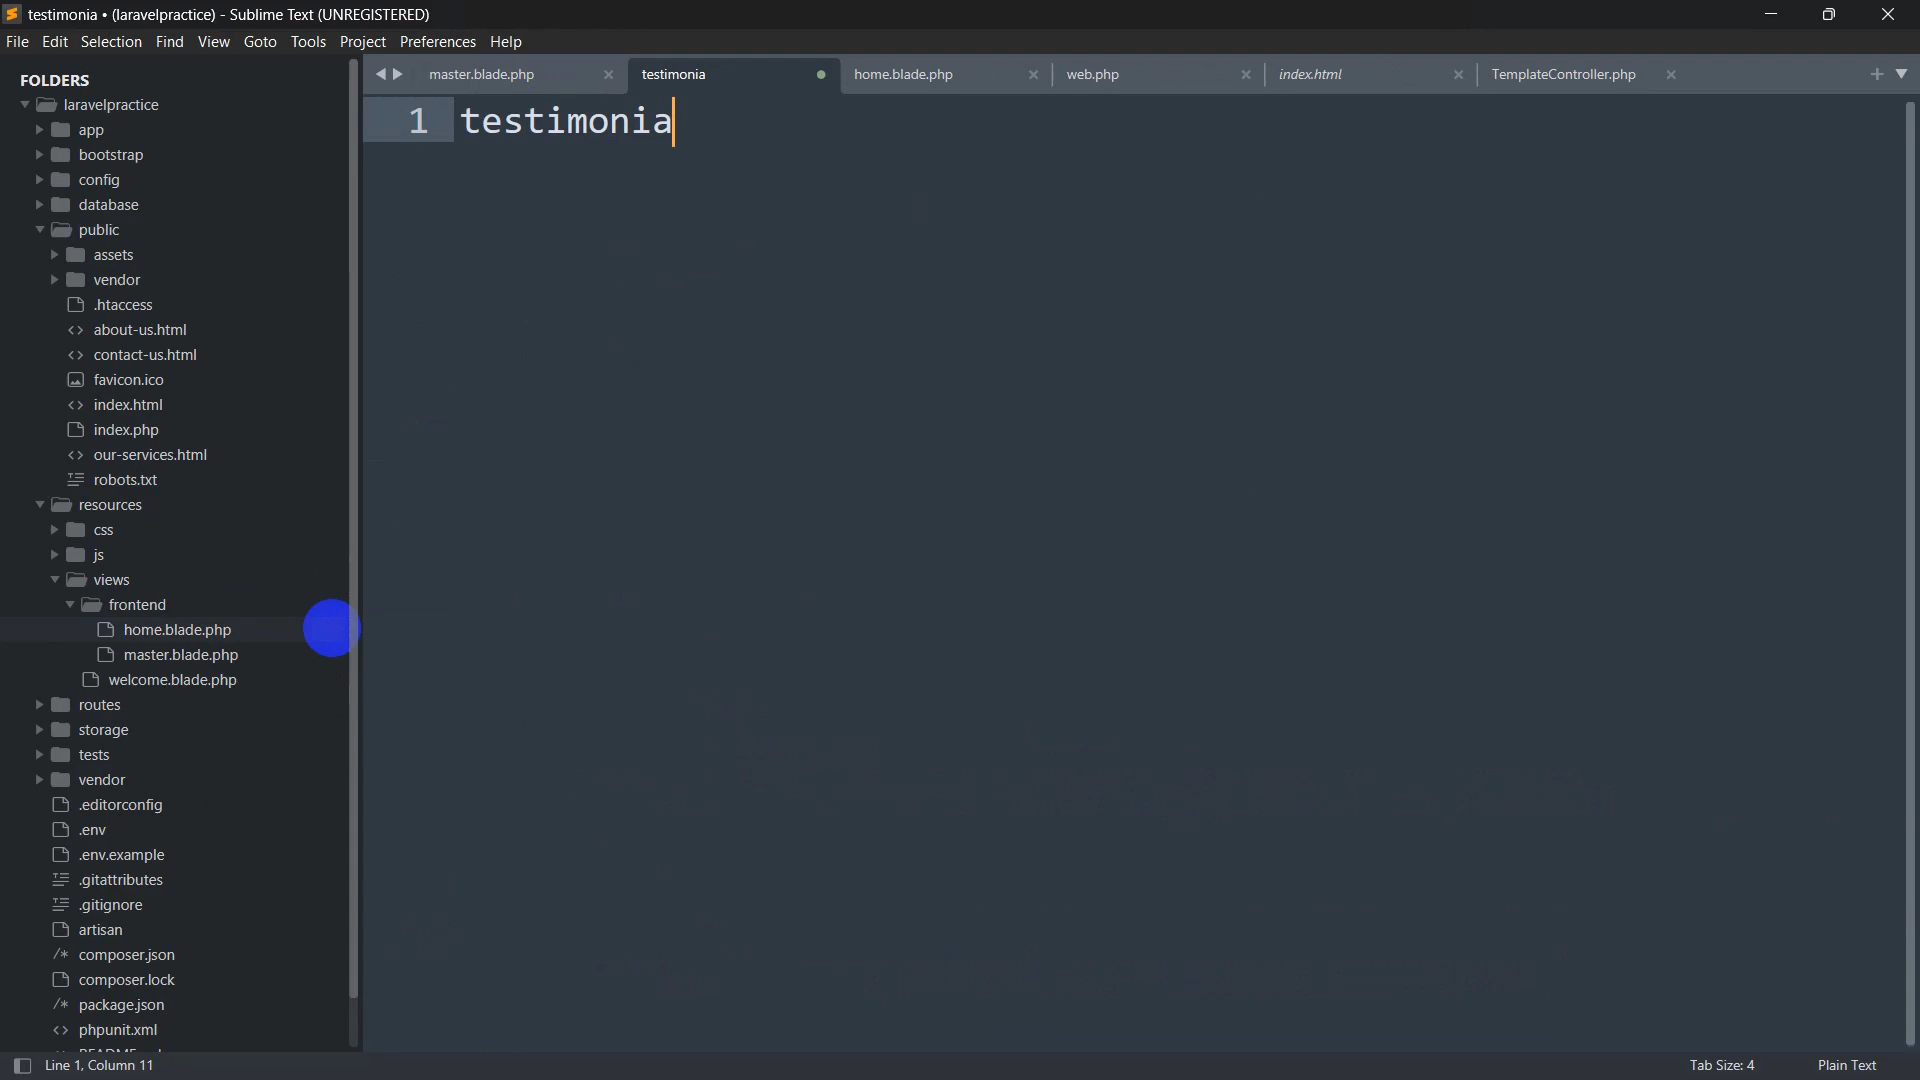 testimonia • (laravelpractice) - Sublime Text (UNREGISTERED)
File Edit Selection Find View Goto Tools Project Preferences Help
FOLDERS
laravelpractice
app
bootstrap
config
database
public
assets
vendor
.htaccess
about-us.html
contact-us.html
favicon.ico
index.html
index.php
our-services.html
robots.txt
resources
css
js
views
frontend
home.blade.php
master.blade.php
welcome.blade.php
routes
storage
tests
vendor
.editorconfig
.env
.env.example
.gitattributes
.gitignore
artisan
composer.json
composer.lock
package.json
phpunit.xml
master.blade.php testimonia home.blade.php web.php index.html TemplateController.php
1 testimonia
Line 1, Column 11 Tab Size: 4 Plain Text